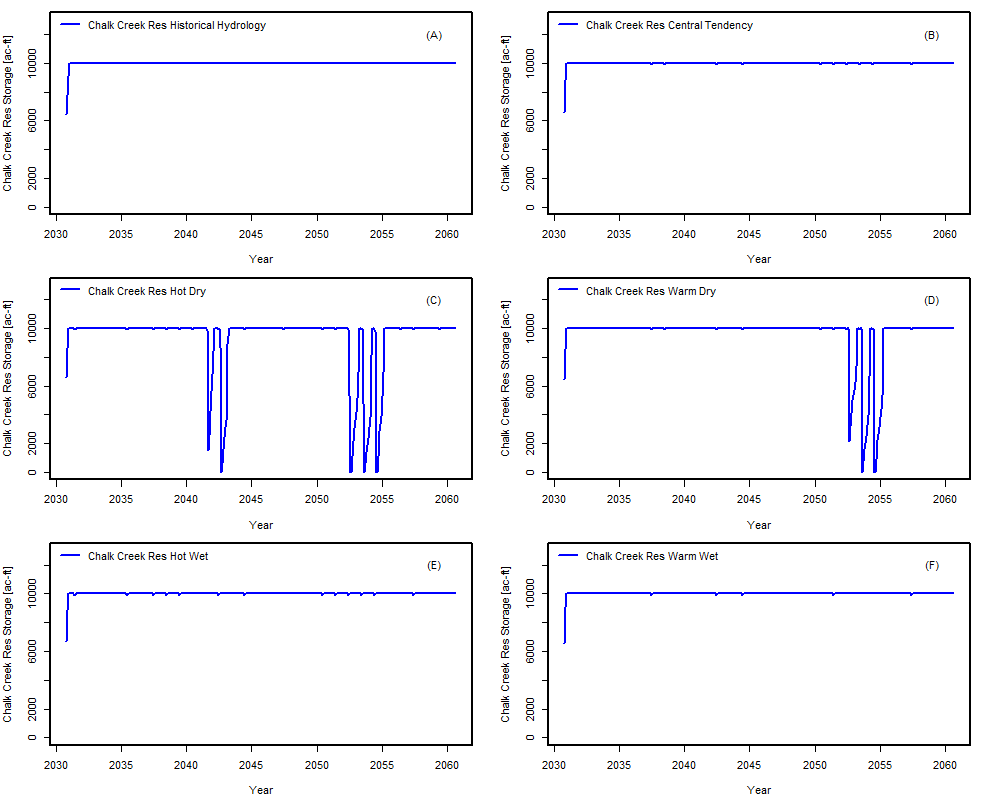 Chalk Creek Res Historical Hydrology
(A)
Chalk Creek Res Storage [ac-ft]
10000
6000
2000
0
2030 2035 2040 2045 2050 2055 2060
Year
Chalk Creek Res Central Tendency
(B)
Chalk Creek Res Storage [ac-ft]
10000
6000
2000
0
2030 2035 2040 2045 2050 2055 2060
Year
Chalk Creek Res Hot Dry
(C)
Chalk Creek Res Storage [ac-ft]
10000
6000
2000
0
2030 2035 2040 2045 2050 2055 2060
Year
Chalk Creek Res Warm Dry
(D)
Chalk Creek Res Storage [ac-ft]
10000
6000
2000
0
2030 2035 2040 2045 2050 2055 2060
Year
Chalk Creek Res Hot Wet
(E)
Chalk Creek Res Storage [ac-ft]
10000
6000
2000
0
2030 2035 2040 2045 2050 2055 2060
Year
Chalk Creek Res Warm Wet
(F)
Chalk Creek Res Storage [ac-ft]
10000
6000
2000
0
2030 2035 2040 2045 2050 2055 2060
Year